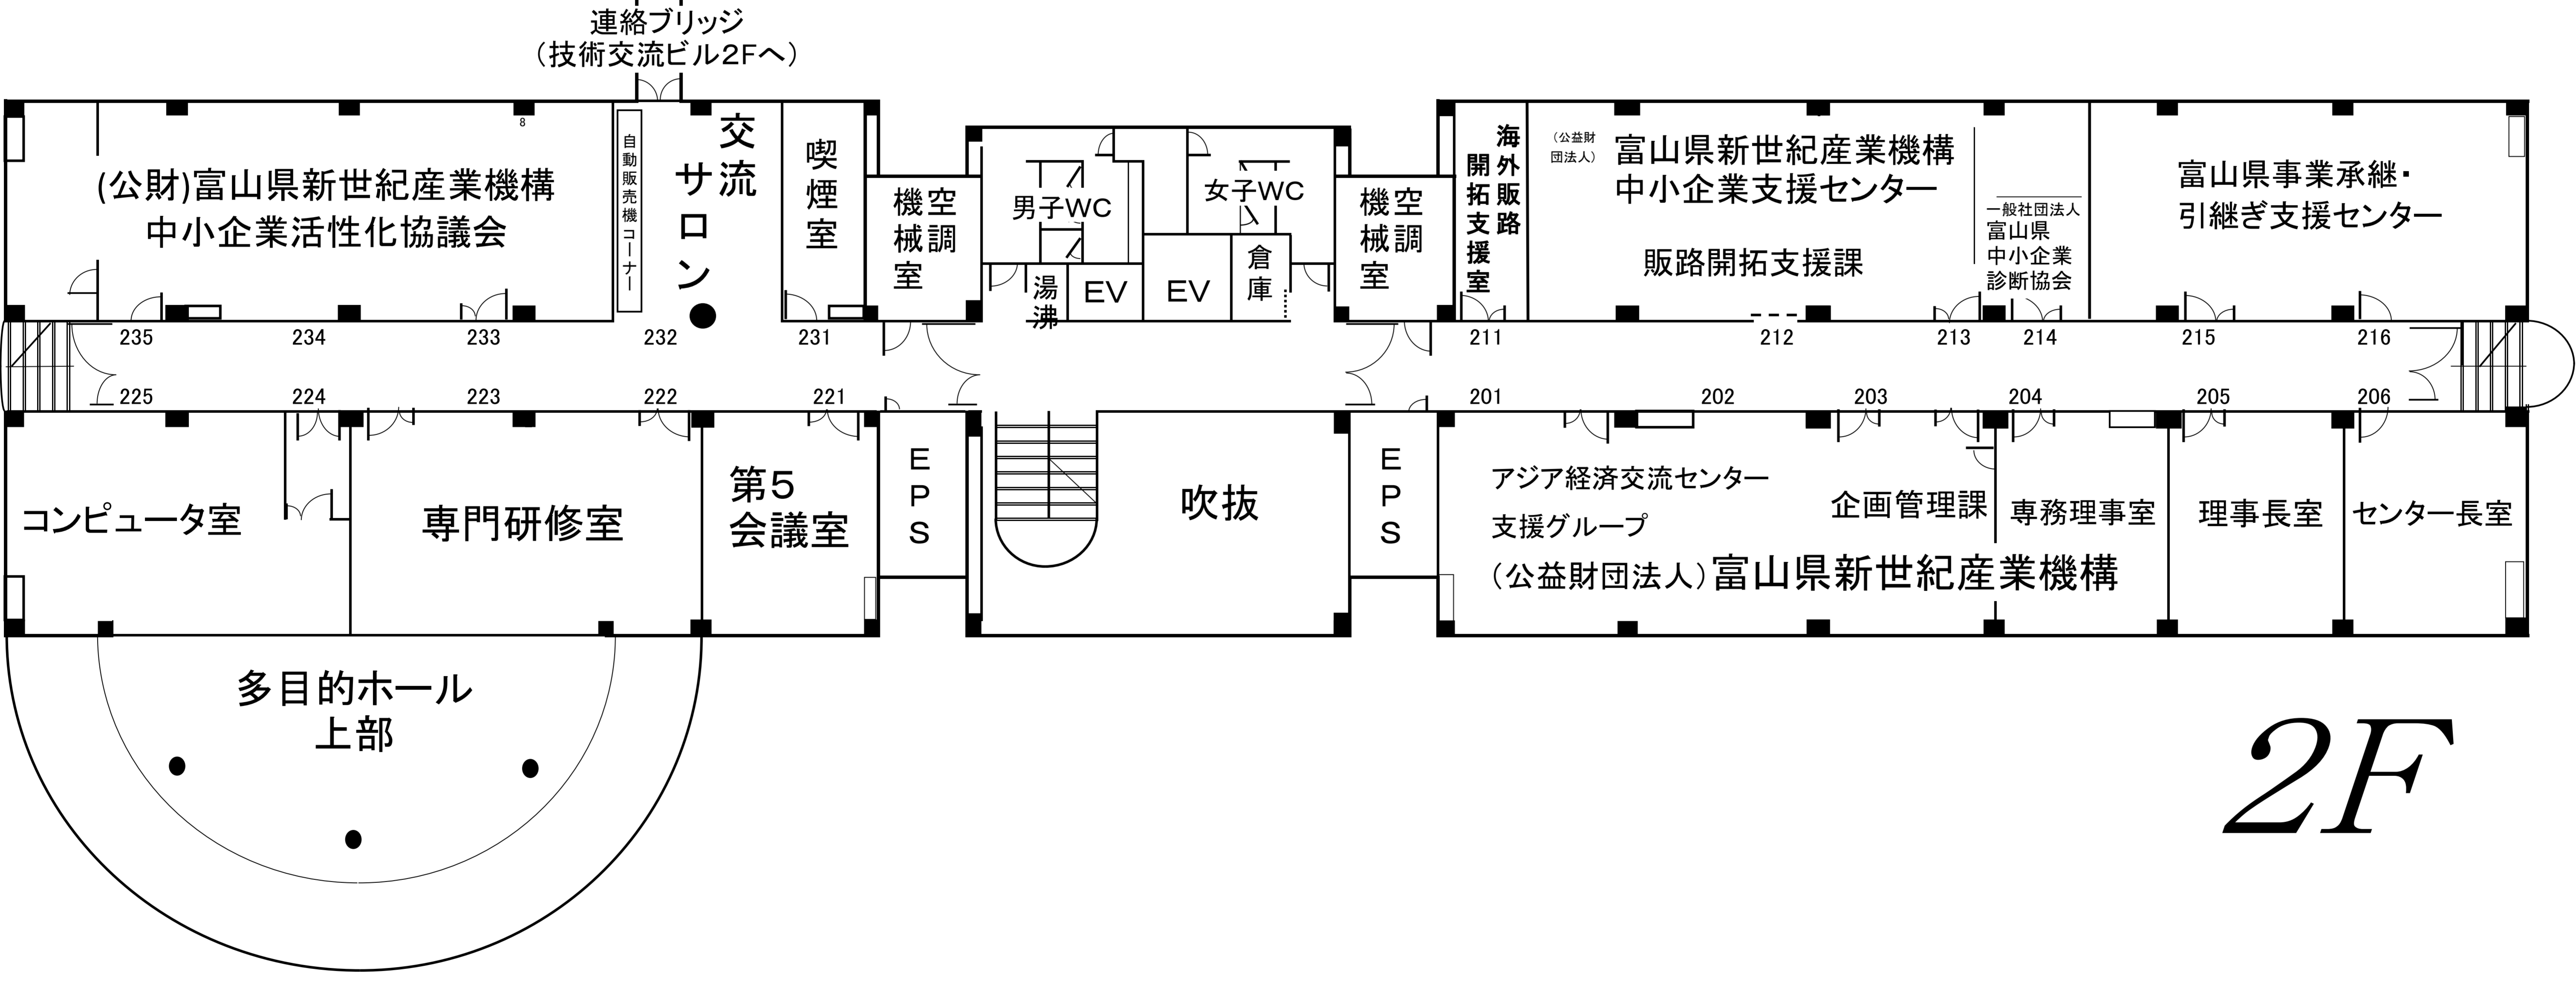 連絡ブリッジ
（技術交流ビル2Fへ）
8
(公財)富山県新世紀産業機構
中小企業活性化協議会
自動販売機コーナー
交流
サロン
喫煙室
空調
機械室
男子WC
女子WC
湯沸
EV
EV
倉庫
空調
機械室
海外販路
開拓支援室
（公益財
団法人）
富山県新世紀産業機構
中小企業支援センター
販路開拓支援課
一般社団法人
富山県
中小企業
診断協会
富山県事業承継・
引継ぎ支援センター
235
234
233
232
231
211
212
213
214
215
216
225
224
223
222
221
201
202
203
204
205
206
コンピュータ室
専門研修室
第5
会議室
EPS
吹抜
EPS
アジア経済交流センター
支援グループ
企画管理課
（公益財団法人）富山県新世紀産業機構
専務理事室
理事長室
センター長室
多目的ホール
上部
2F